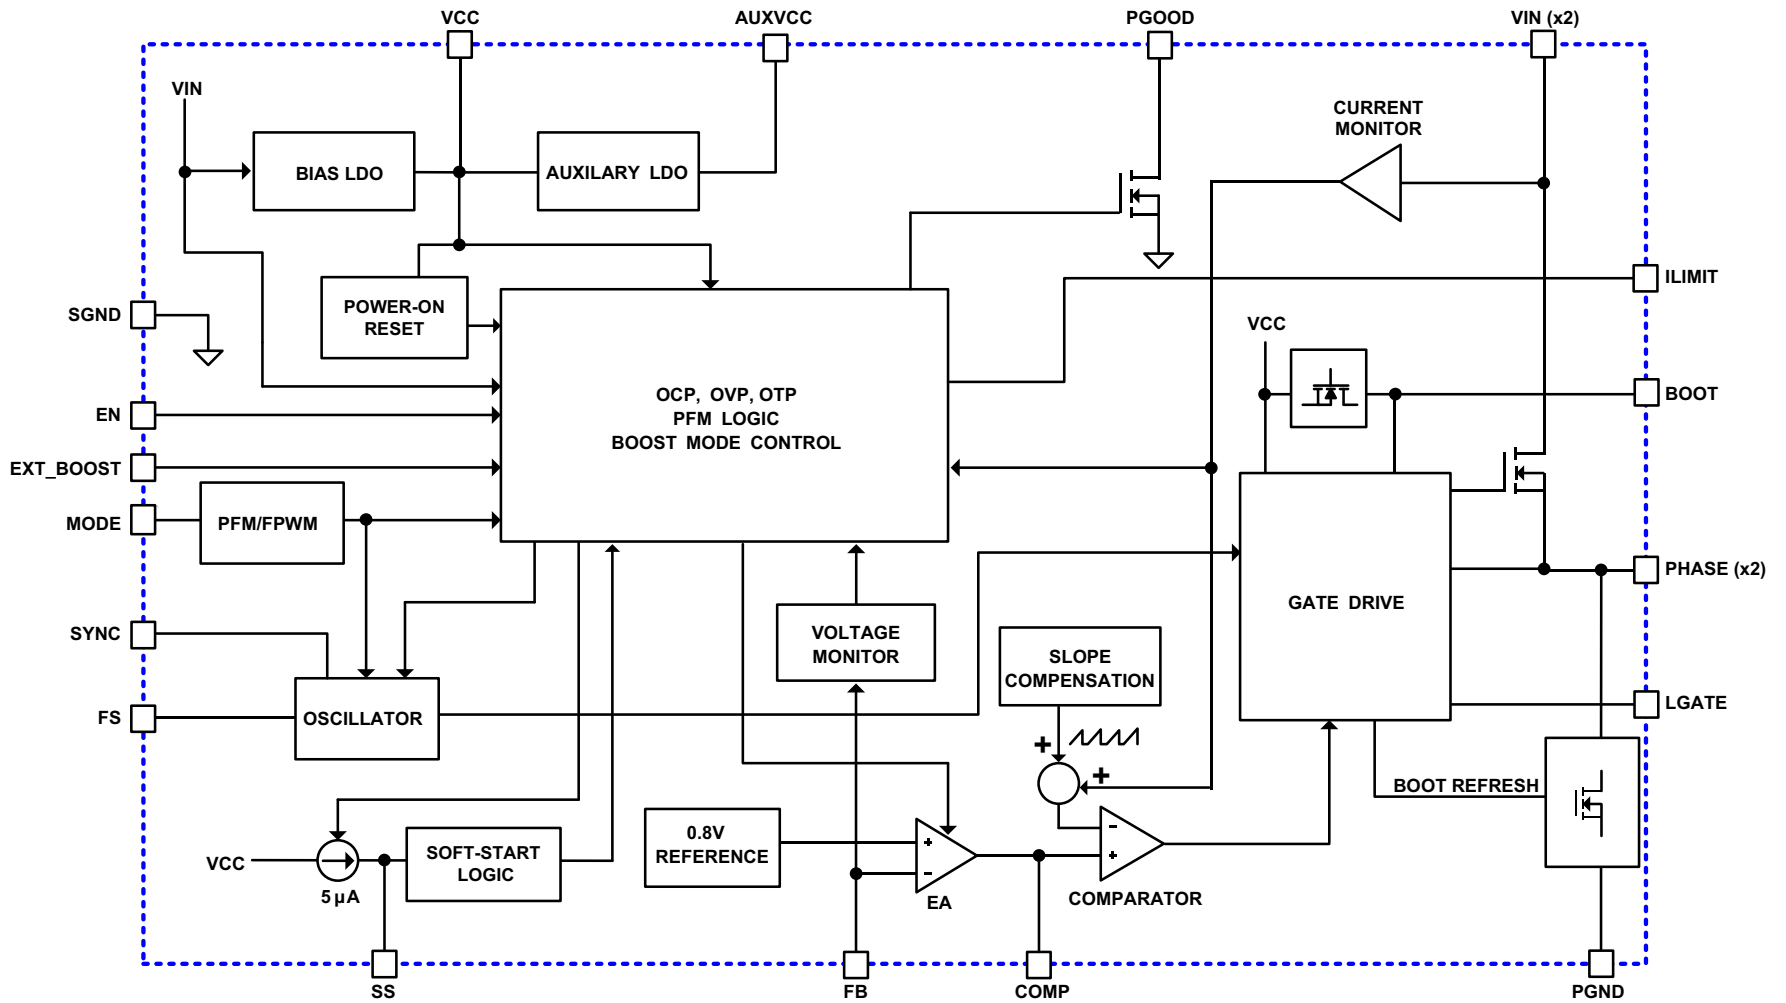 VCC
AUXVCC
PGOOD
VIN (x2)
VIN
CURRENT
MONITOR
BIAS LDO
AUXILARY LDO
ILIMIT
SGND
POWER-ON
RESET
VCC
OCP, OVP, OTP
PFM LOGIC
BOOST MODE CONTROL
BOOT
EN
EXT_BOOST
MODE
PFM/FPWM
PHASE (x2)
GATE DRIVE
SYNC
VOLTAGE
MONITOR
SLOPE
COMPENSATION
FS
OSCILLATOR
LGATE
+
+
BOOT REFRESH
VCC
5 µA
SOFT-START
LOGIC
0.8V
REFERENCE
+
−
EA
−
+
COMPARATOR
SS
FB
COMP
PGND